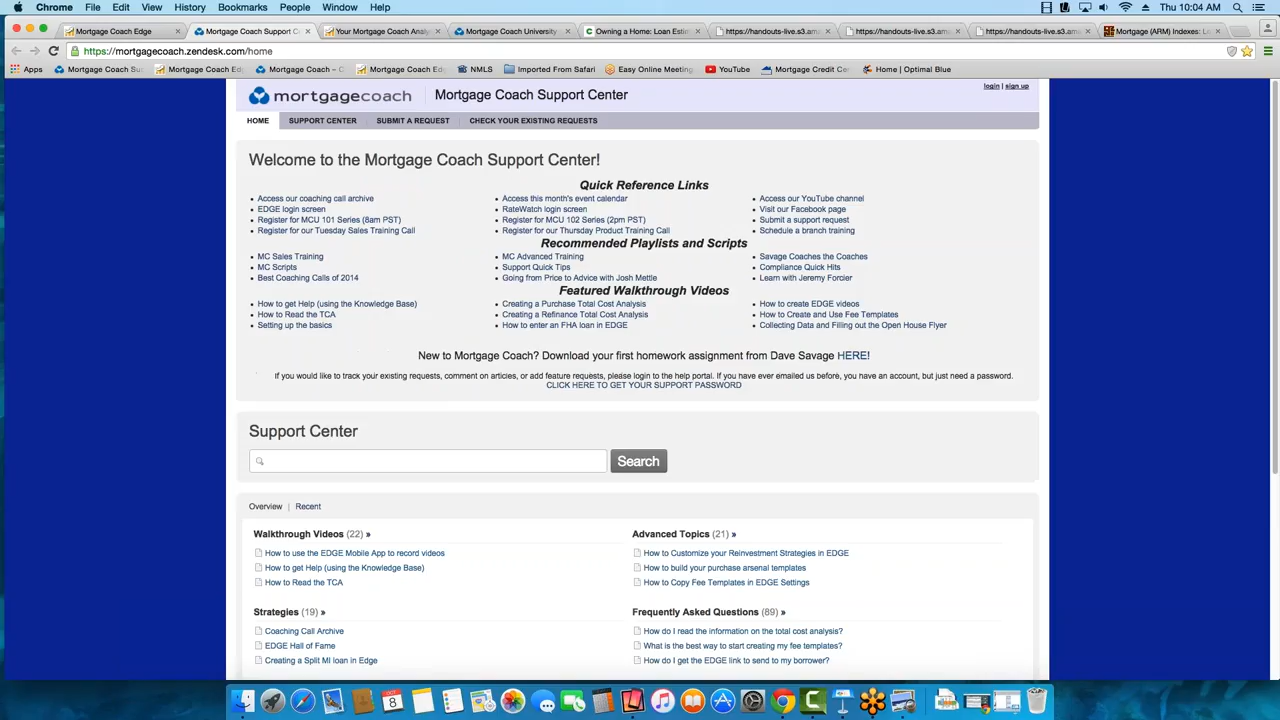 Chrome File Edit View History Bookmarks People Window Help Thu 10:04 AM
Mortgage Coach Edge Mortgage Coach Support C Your Mortgage Coach Analy Mortgage Coach University Owning a Home: Loan Estim https://handouts-live.s3.ama https://handouts-live.s3.ama https://handouts-live.s3.ama Mortgage (ARM) Indexes: L
https://mortgagecoach.zendesk.com/home
Apps Mortgage Coach Su Mortgage Coach Ed Mortgage Coach – C Mortgage Coach Ed NMLS Imported From Safari Easy Online Meeting YouTube Mortgage Credit Ce Home | Optimal Blue
mortgagecoach Mortgage Coach Support Center login | sign up
HOME SUPPORT CENTER SUBMIT A REQUEST CHECK YOUR EXISTING REQUESTS
Welcome to the Mortgage Coach Support Center!
Quick Reference Links
Access our coaching call archive Access this month's event calendar Access our YouTube channel
EDGE login screen RateWatch login screen Visit our Facebook page
Register for MCU 101 Series (8am PST) Register for MCU 102 Series (2pm PST) Submit a support request
Register for our Tuesday Sales Training Call Register for our Thursday Product Training Call Schedule a branch training
Recommended Playlists and Scripts
MC Sales Training MC Advanced Training Savage Coaches the Coaches
MC Scripts Support Quick Tips Compliance Quick Hits
Best Coaching Calls of 2014 Going from Price to Advice with Josh Mettle Learn with Jeremy Forcier
Featured Walkthrough Videos
How to get Help (using the Knowledge Base) Creating a Purchase Total Cost Analysis How to create EDGE videos
How to Read the TCA Creating a Refinance Total Cost Analysis How to Create and Use Fee Templates
Setting up the basics How to enter an FHA loan in EDGE Collecting Data and Filling out the Open House Flyer
New to Mortgage Coach? Download your first homework assignment from Dave Savage HERE!
If you would like to track your existing requests, comment on articles, or add feature requests, please login to the help portal. If you have ever emailed us before, you have an account, but just need a password.
CLICK HERE TO GET YOUR SUPPORT PASSWORD
Support Center
Search
Overview | Recent
Walkthrough Videos (22) » Advanced Topics (21) »
How to use the EDGE Mobile App to record videos How to Customize your Reinvestment Strategies in EDGE
How to get Help (using the Knowledge Base) How to build your purchase arsenal templates
How to Read the TCA How to Copy Fee Templates in EDGE Settings
Strategies (19) » Frequently Asked Questions (89) »
Coaching Call Archive How do I read the information on the total cost analysis?
EDGE Hall of Fame What is the best way to start creating my fee templates?
Creating a Split MI loan in Edge How do I get the EDGE link to send to my borrower?